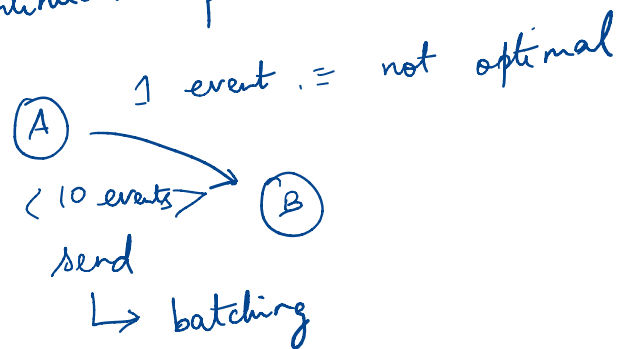 1 event . = not optimal
A
< 10 events >
B
send
↳ batching